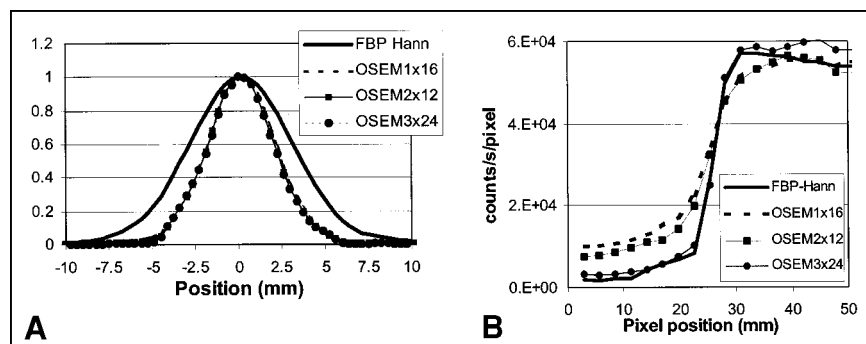 1.2
1
0.8
0.6
0.4
0.2
0
-10 -7.5 -5 -2.5 0 2.5 5 7.5 10
Position (mm)
FBP Hann
OSEM1x16
OSEM2x12
OSEM3x24
A
6.E+04
4.E+04
2.E+04
0.E+00
counts/s/pixel
0 10 20 30 40 50
Pixel position (mm)
FBP-Hann
OSEM1x16
OSEM2x12
OSEM3x24
B